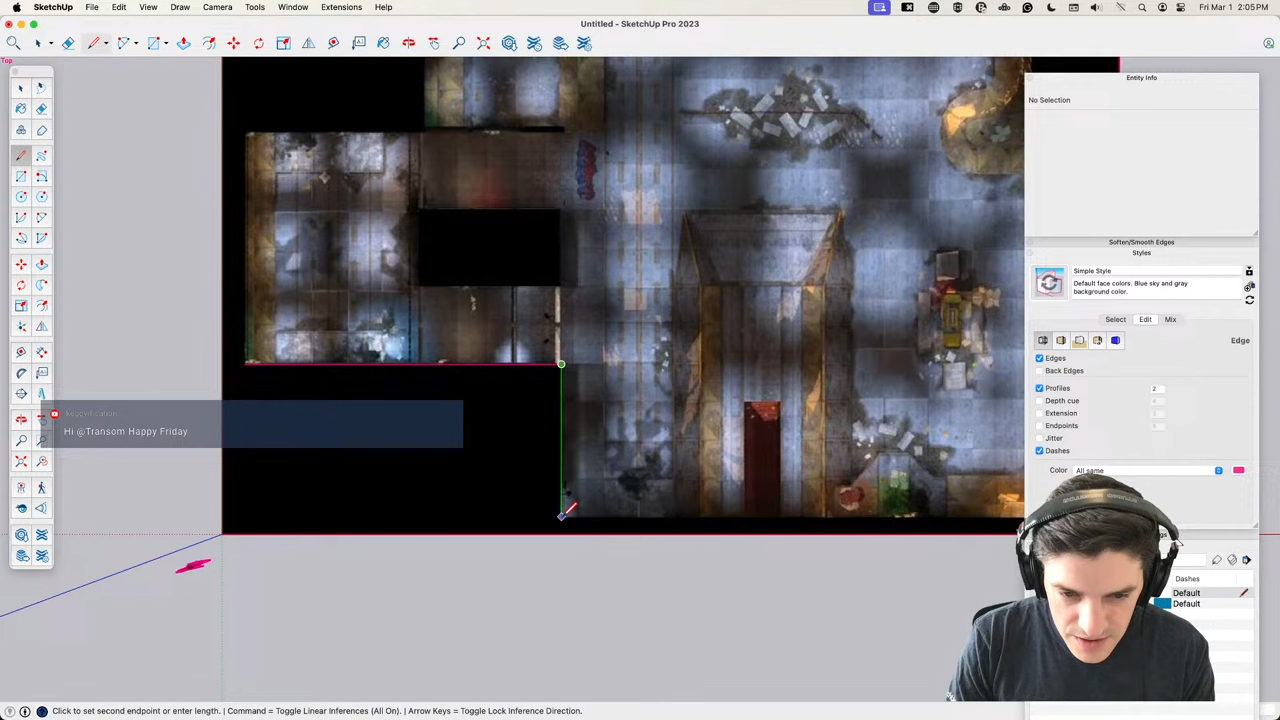 SketchUp File Edit View Draw Camera Tools Window Extensions Help
Fri Mar 1 2:05 PM
Untitled - SketchUp Pro 2023
Top
Entity Info
No Selection
Soften/Smooth Edges
Styles
Simple Style
Default face colors. Blue sky and gray
background color.
Select Edit Mix
Edge
Edges
Back Edges
Profiles 2
Depth cue
Extension
Endpoints
Jitter
Dashes
Color All same
Hi @Transom Happy Friday
Dashes
Default
Default
Click to set second endpoint or enter length. | Command = Toggle Linear Inferences (All On). | Arrow Keys = Toggle Lock Inference Direction.